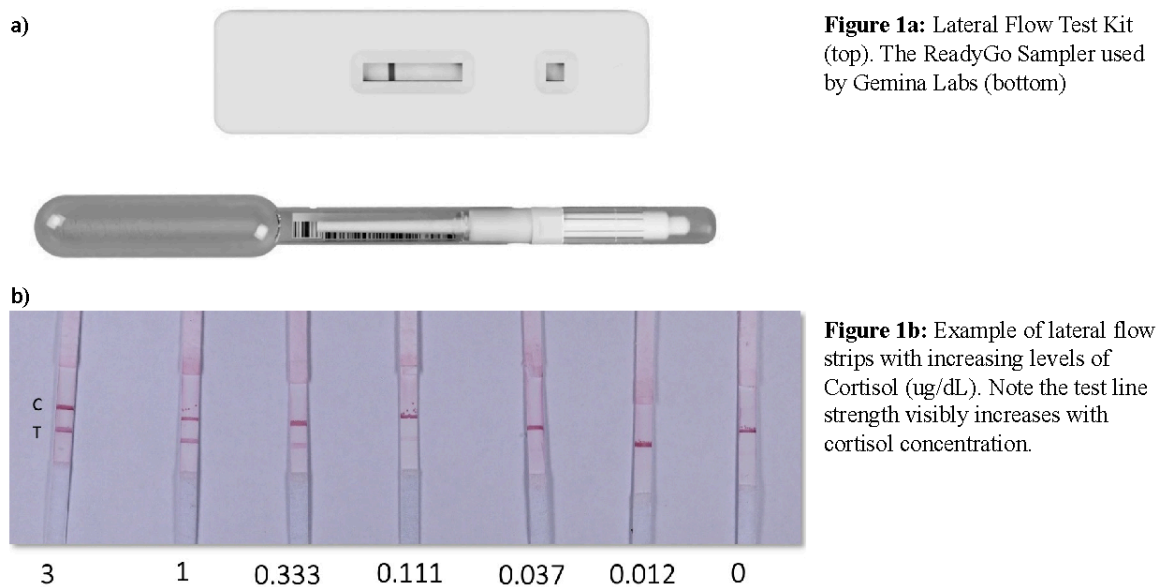 a)
Figure 1a: Lateral Flow Test Kit
(top). The ReadyGo Sampler used
by Gemina Labs (bottom)
b)
C
T
3 1 0.333 0.111 0.037 0.012 0
Figure 1b: Example of lateral flow
strips with increasing levels of
Cortisol (ug/dL). Note the test line
strength visibly increases with
cortisol concentration.